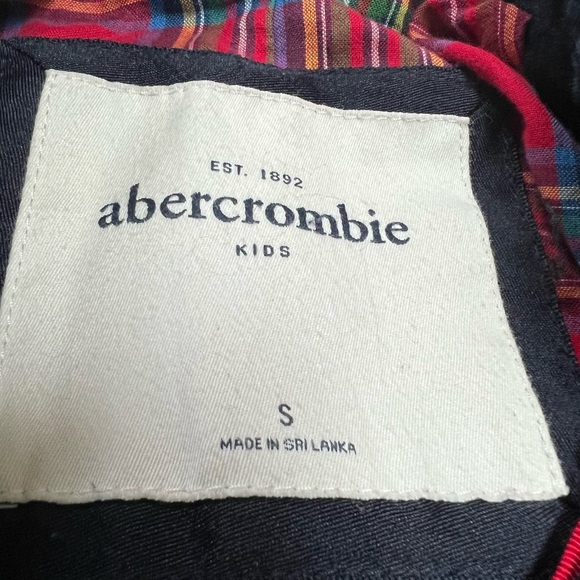 EST. 1892
abercrombie
KIDS
S
MADE IN SRI LANKA